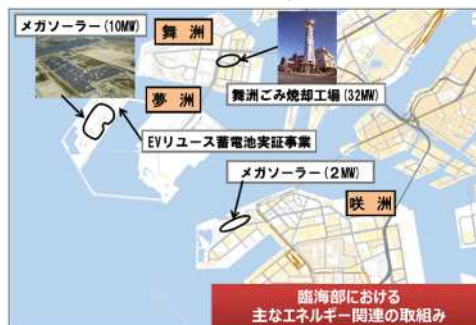 メガソーラー(10MW)
舞 洲
夢 洲
舞洲ごみ焼却工場(32MW)
EVリユース蓄電池実証事業
メガソーラー(2MW)
咲 洲
臨海部における
主なエネルギー関連の取組み